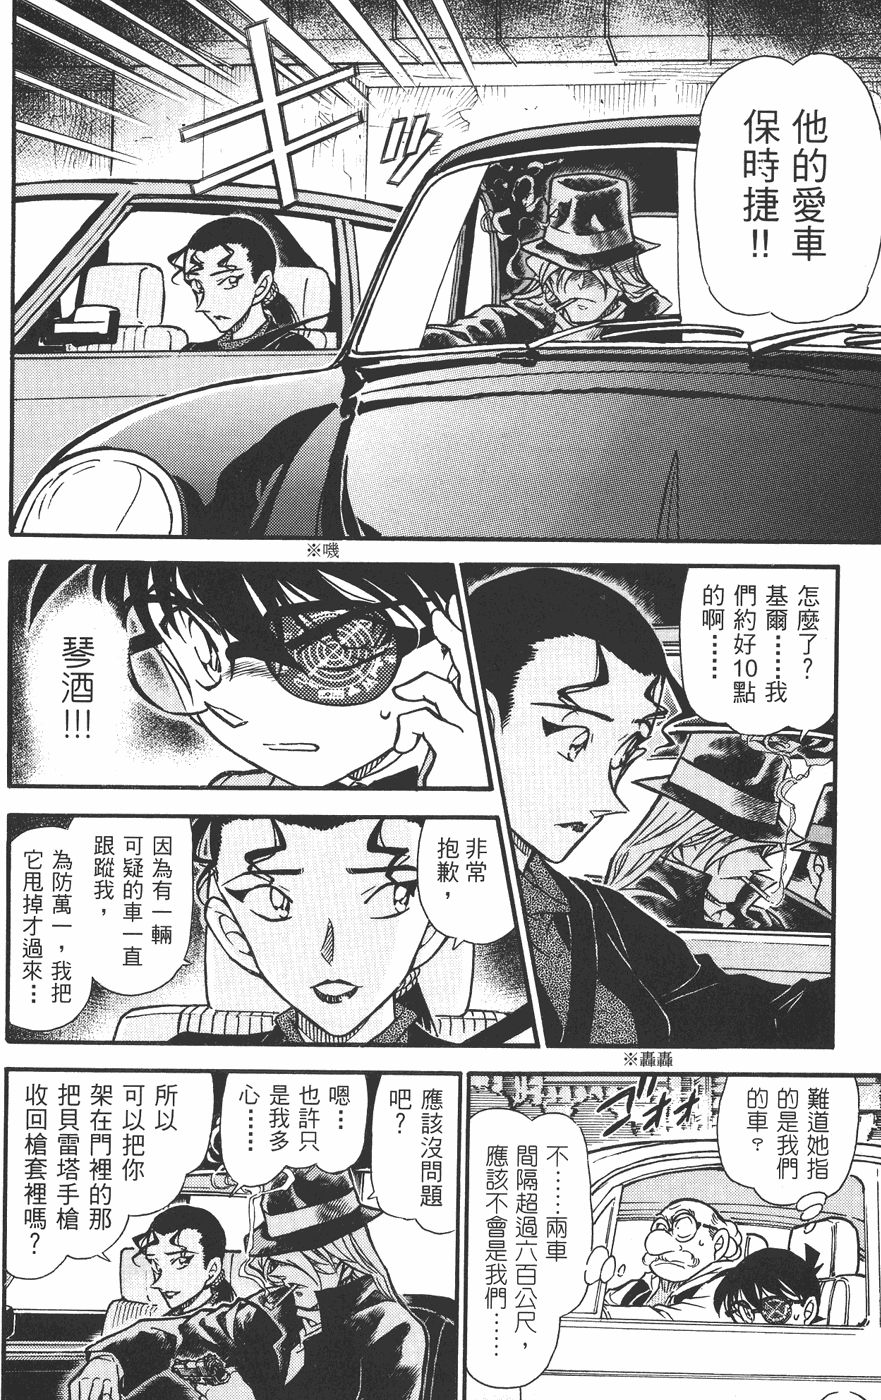 他的愛車
保時捷!!
キッ
※嘰
怎麼了?
基爾……我
們約好10點
的啊……
琴酒!!!
非常
抱歉,
因為有一輛
可疑的車一直
跟蹤我,
為防萬一,我把
它甩掉才過來…
※轟轟
ゴオオ
難道她指
的是我們
的車?
不……兩車
間隔超過六百公尺,
應該不會是我們……
應該沒問題
吧?
嗯…
也許只
是我多
心……
所以
可以把你
架在門裡的那
把貝雷塔手槍
收回槍套裡嗎?